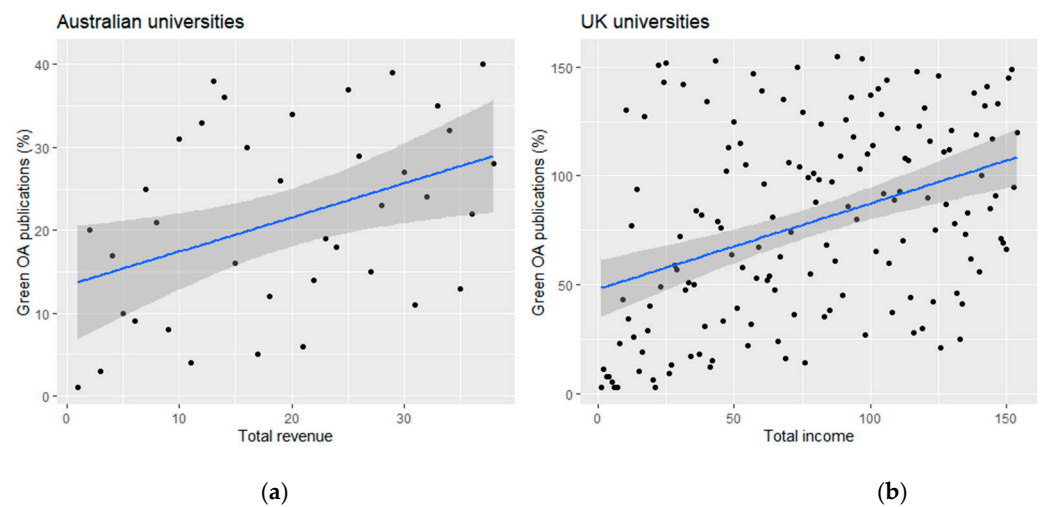 Australian universities
Green OA publications (%)
40
30
20
10
0
0 10 20 30
Total revenue
(a)
UK universities
Green OA publications (%)
150
100
50
0
0 50 100 150
Total income
(b)